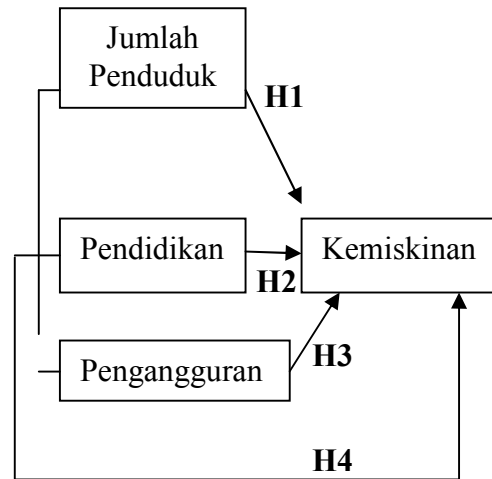 Jumlah
Penduduk
H1
Pendidikan
Kemiskinan
H2
Pengangguran
H3
H4